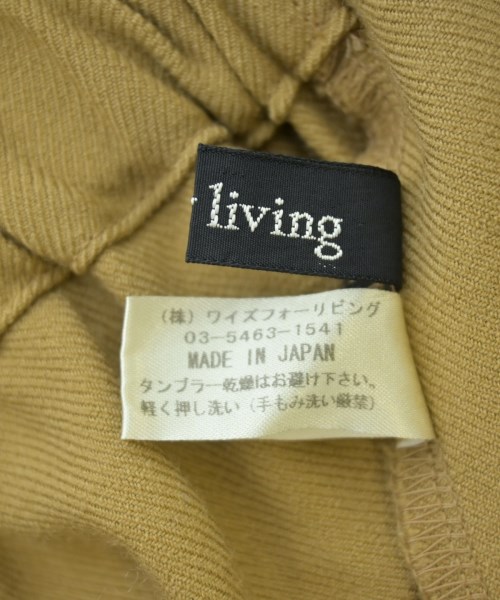 living
(株) ワイズフォーリビング
03-5463-1541
MADE IN JAPAN
タンブラー乾燥はお避け下さい。
軽く押し洗い (手もみ洗い厳禁)